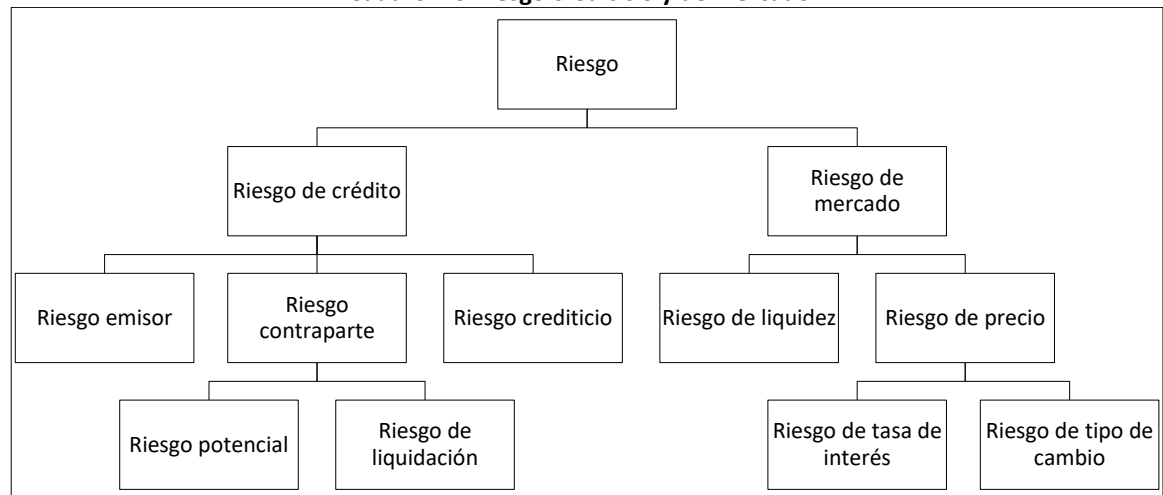 Riesgo
Riesgo de crédito
Riesgo de
mercado
Riesgo emisor
Riesgo
contraparte
Riesgo crediticio
Riesgo de liquidez
Riesgo de precio
Riesgo potencial
Riesgo de
liquidación
Riesgo de tasa de
interés
Riesgo de tipo de
cambio